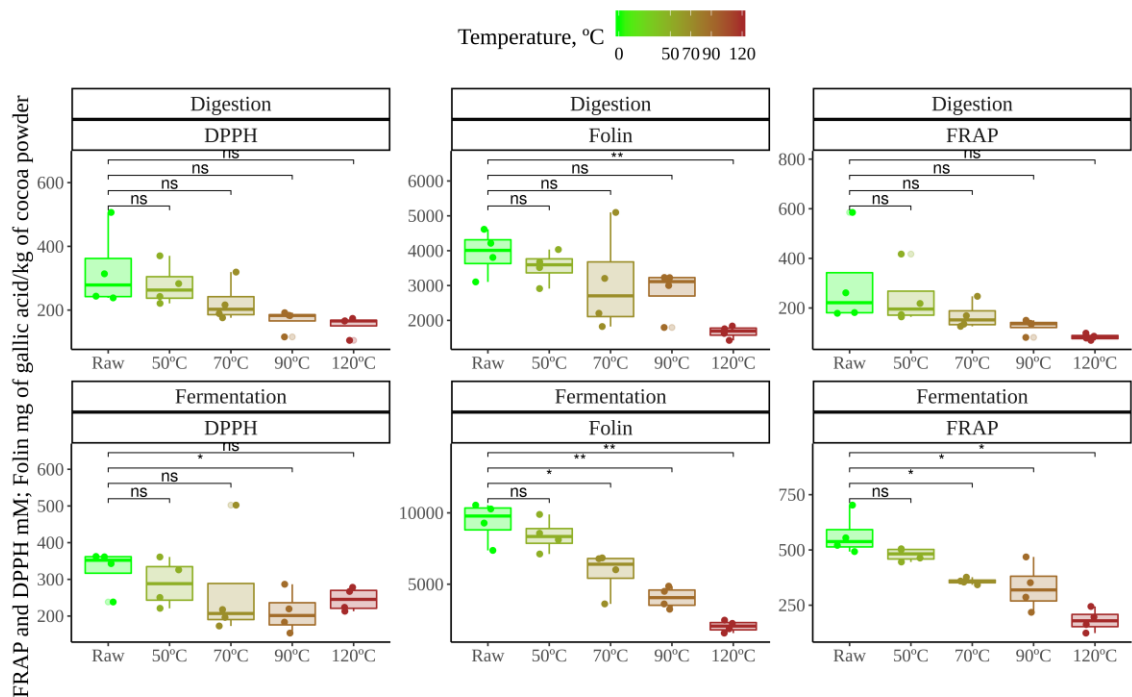 Temperature, ºC
0 50 70 90 120
FRAP and DPPH mM; Folin mg of gallic acid/kg of cocoa powder
Digestion
DPPH
ns
ns
ns
ns
600
400
200
Raw 50ºC 70ºC 90ºC 120ºC
Digestion
Folin
**
ns
ns
ns
6000
5000
4000
3000
2000
Raw 50ºC 70ºC 90ºC 120ºC
Digestion
FRAP
ns
ns
ns
ns
800
600
400
200
Raw 50ºC 70ºC 90ºC 120ºC
Fermentation
DPPH
ns
*
ns
ns
600
500
400
300
200
Raw 50ºC 70ºC 90ºC 120ºC
Fermentation
Folin
**
**
*
ns
10000
5000
Raw 50ºC 70ºC 90ºC 120ºC
Fermentation
FRAP
*
*
*
ns
750
500
250
Raw 50ºC 70ºC 90ºC 120ºC